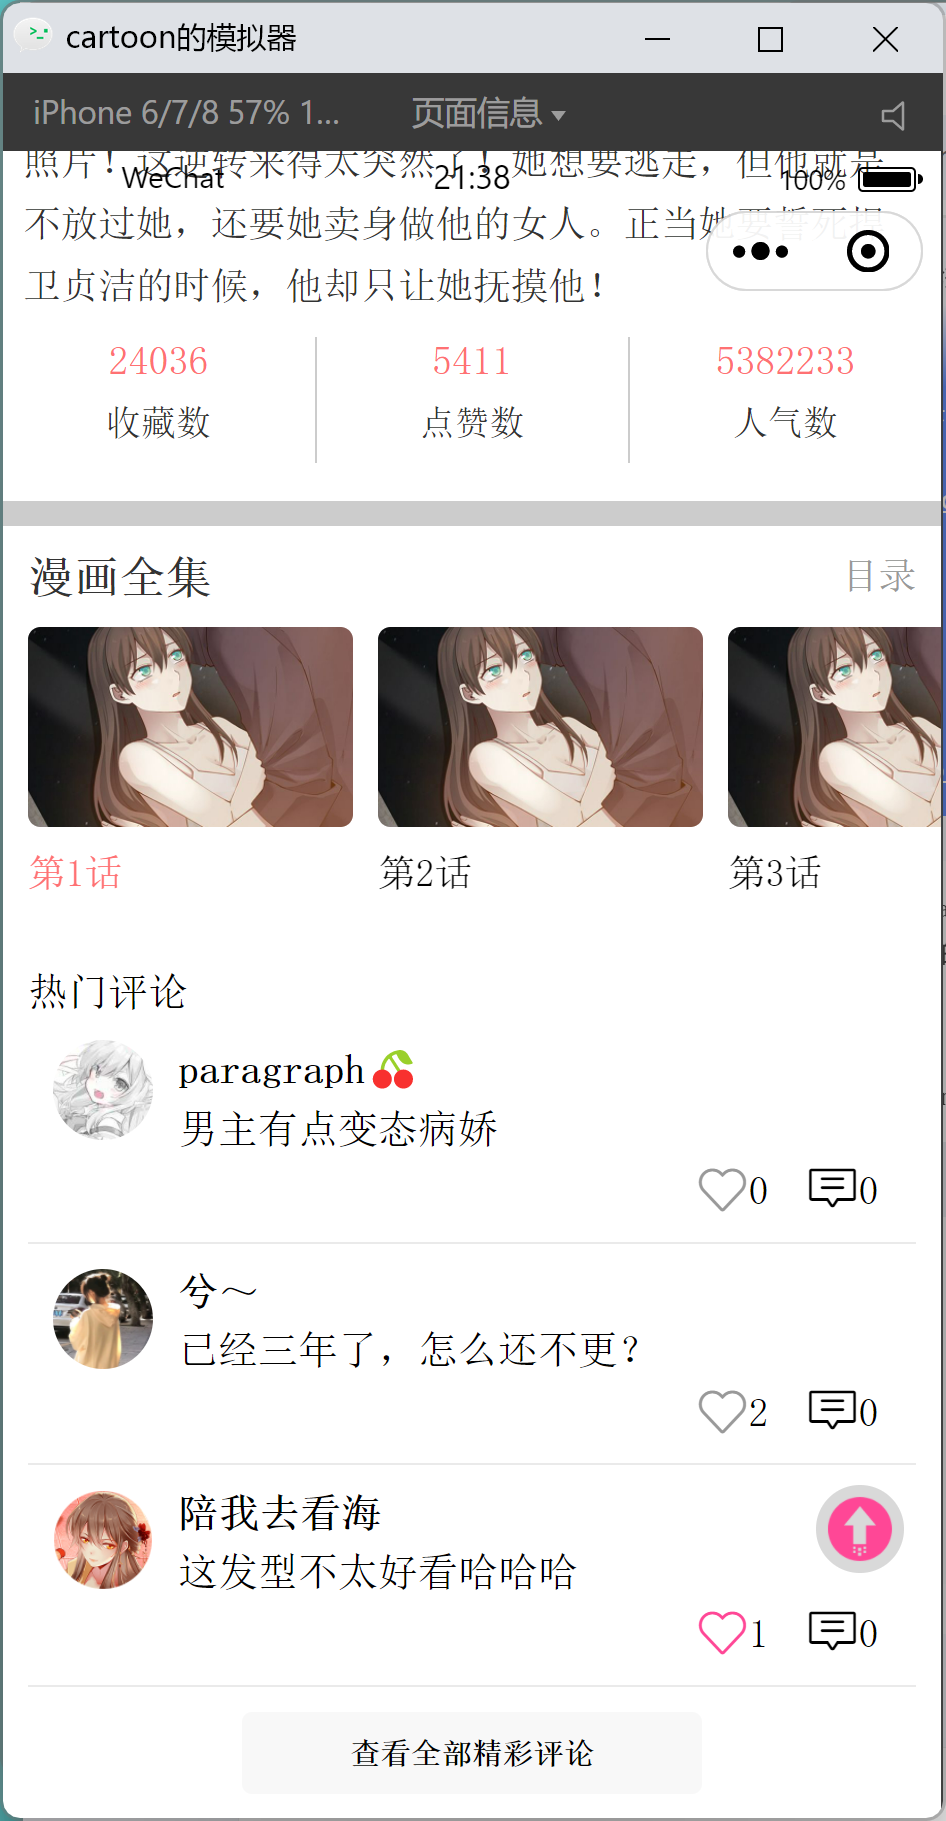 cartoon的模拟器
iPhone 6/7/8 57% 1...
页面信息
照片！这逆转来得太突然了！她想要逃走，但他就是
WeChat
21:38
100%
不放过她，还要她卖身做他的女人。正当她要誓死捍
卫贞洁的时候，他却只让她抚摸他！
24036
5411
5382233
收藏数
点赞数
人气数
漫画全集
目录
第1话
第2话
第3话
热门评论
paragraph🍒
男主有点变态病娇
0
0
兮～
已经三年了，怎么还不更？
2
0
陪我去看海
这发型不太好看哈哈哈
1
0
查看全部精彩评论